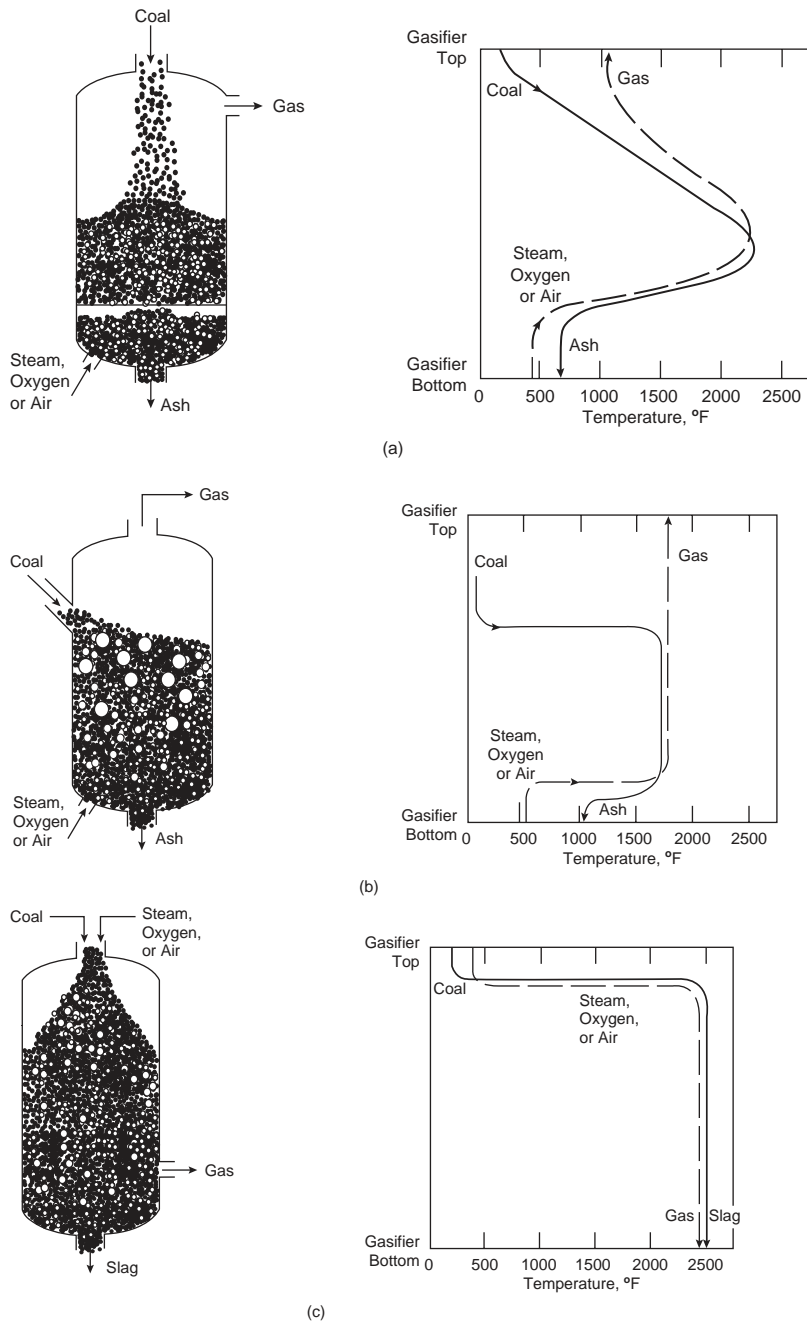 Coal
Gas
Steam,
Oxygen
or Air
Ash
Gasifier
Top
Coal
Gas
Steam,
Oxygen
or Air
Ash
Gasifier
Bottom
0 500 1000 1500 2000 2500
Temperature, ºF
(a)
Gas
Coal
Steam,
Oxygen
or Air
Ash
Gasifier
Top
Coal
Gas
Steam,
Oxygen
or Air
Ash
Gasifier
Bottom
0 500 1000 1500 2000 2500
Temperature, ºF
(b)
Coal
Steam,
Oxygen,
or Air
Gas
Slag
Gasifier
Top
Coal
Steam,
Oxygen,
or Air
Gas Slag
Gasifier
Bottom
0 500 1000 1500 2000 2500
Temperature, ºF
(c)